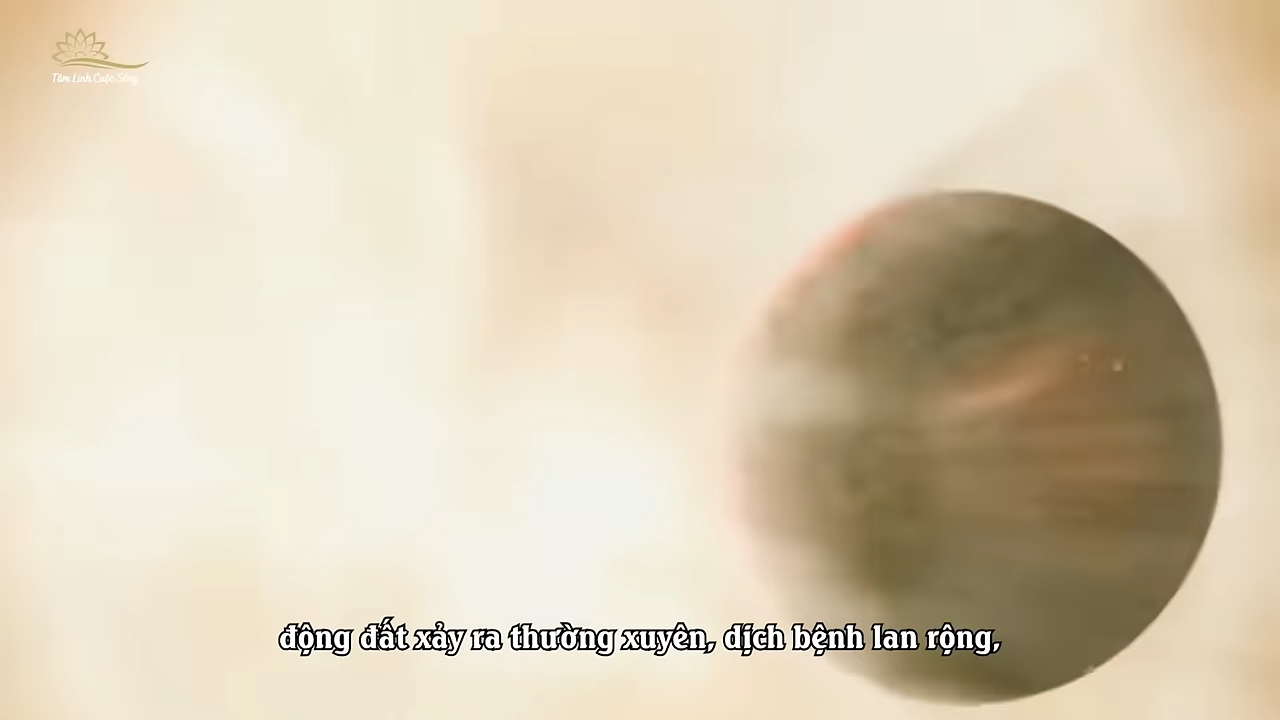 Tâm Linh Cuộc Sống
động đất xảy ra thường xuyên, dịch bệnh lan rộng,